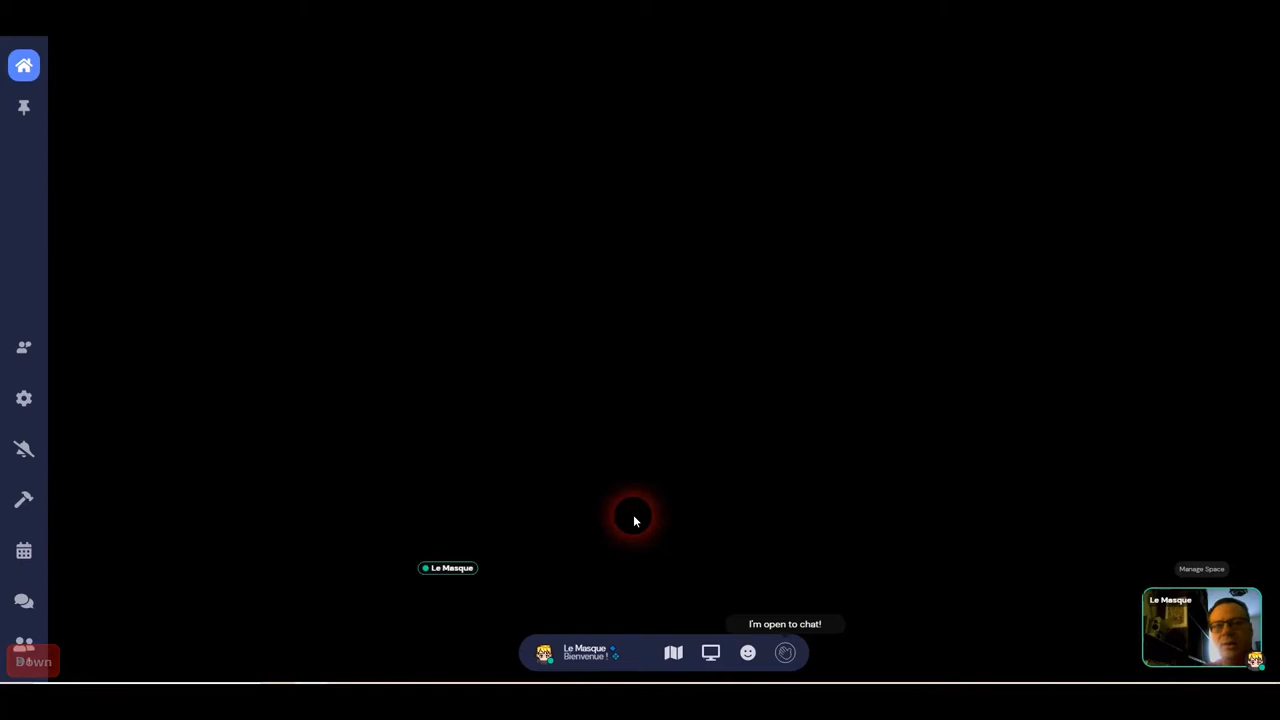 Le Masque
Manage Space
Le Masque
I'm open to chat!
Le Masque
Bienvenue !
Down